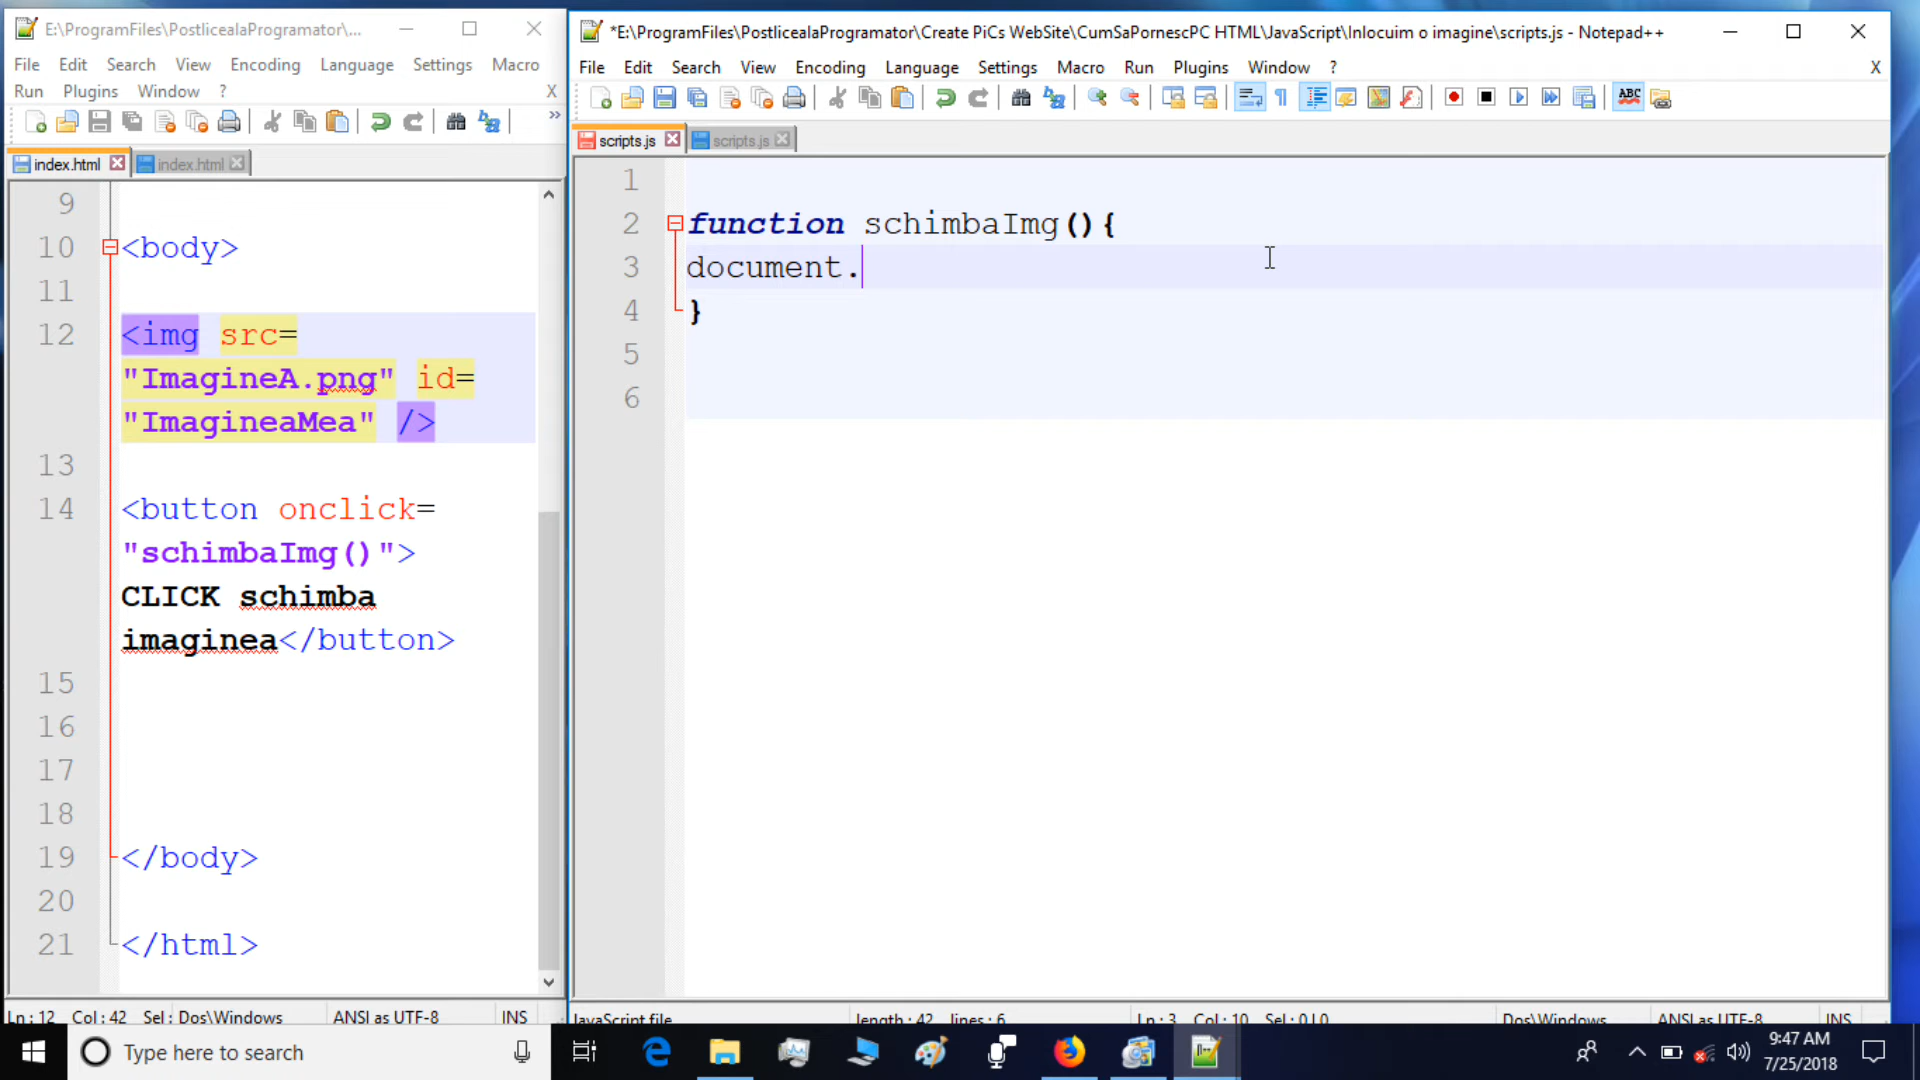 E:\ProgramFiles\PostlicealaProgramator\...
File Edit Search View Encoding Language Settings Macro
Run Plugins Window ? X
index.html index.html
9
10 <body>
11
12 <img src=
"ImagineA.png" id=
"ImagineaMea" />
13
14 <button onclick=
"schimbaImg()">
CLICK schimba
imaginea</button>
15
16
17
18
19 </body>
20
21 </html>
Ln : 12 Col : 42 Sel : Dos\Windows ANSI as UTF-8 INS
*E:\ProgramFiles\PostlicealaProgramator\Create PiCs WebSite\CumSaPornescPC HTML\JavaScript\Inlocuim o imagine\scripts.js - Notepad++
File Edit Search View Encoding Language Settings Macro Run Plugins Window ? X
ABC
scripts.js scripts.js
1
2 function schimbaImg(){
3 document.
4 }
5
6
JavaScript file length : 42 lines : 6 Ln : 3 Col : 10 Sel : 0 | 0 Dos\Windows ANSI as UTF-8 INS
Type here to search
9:47 AM
7/25/2018